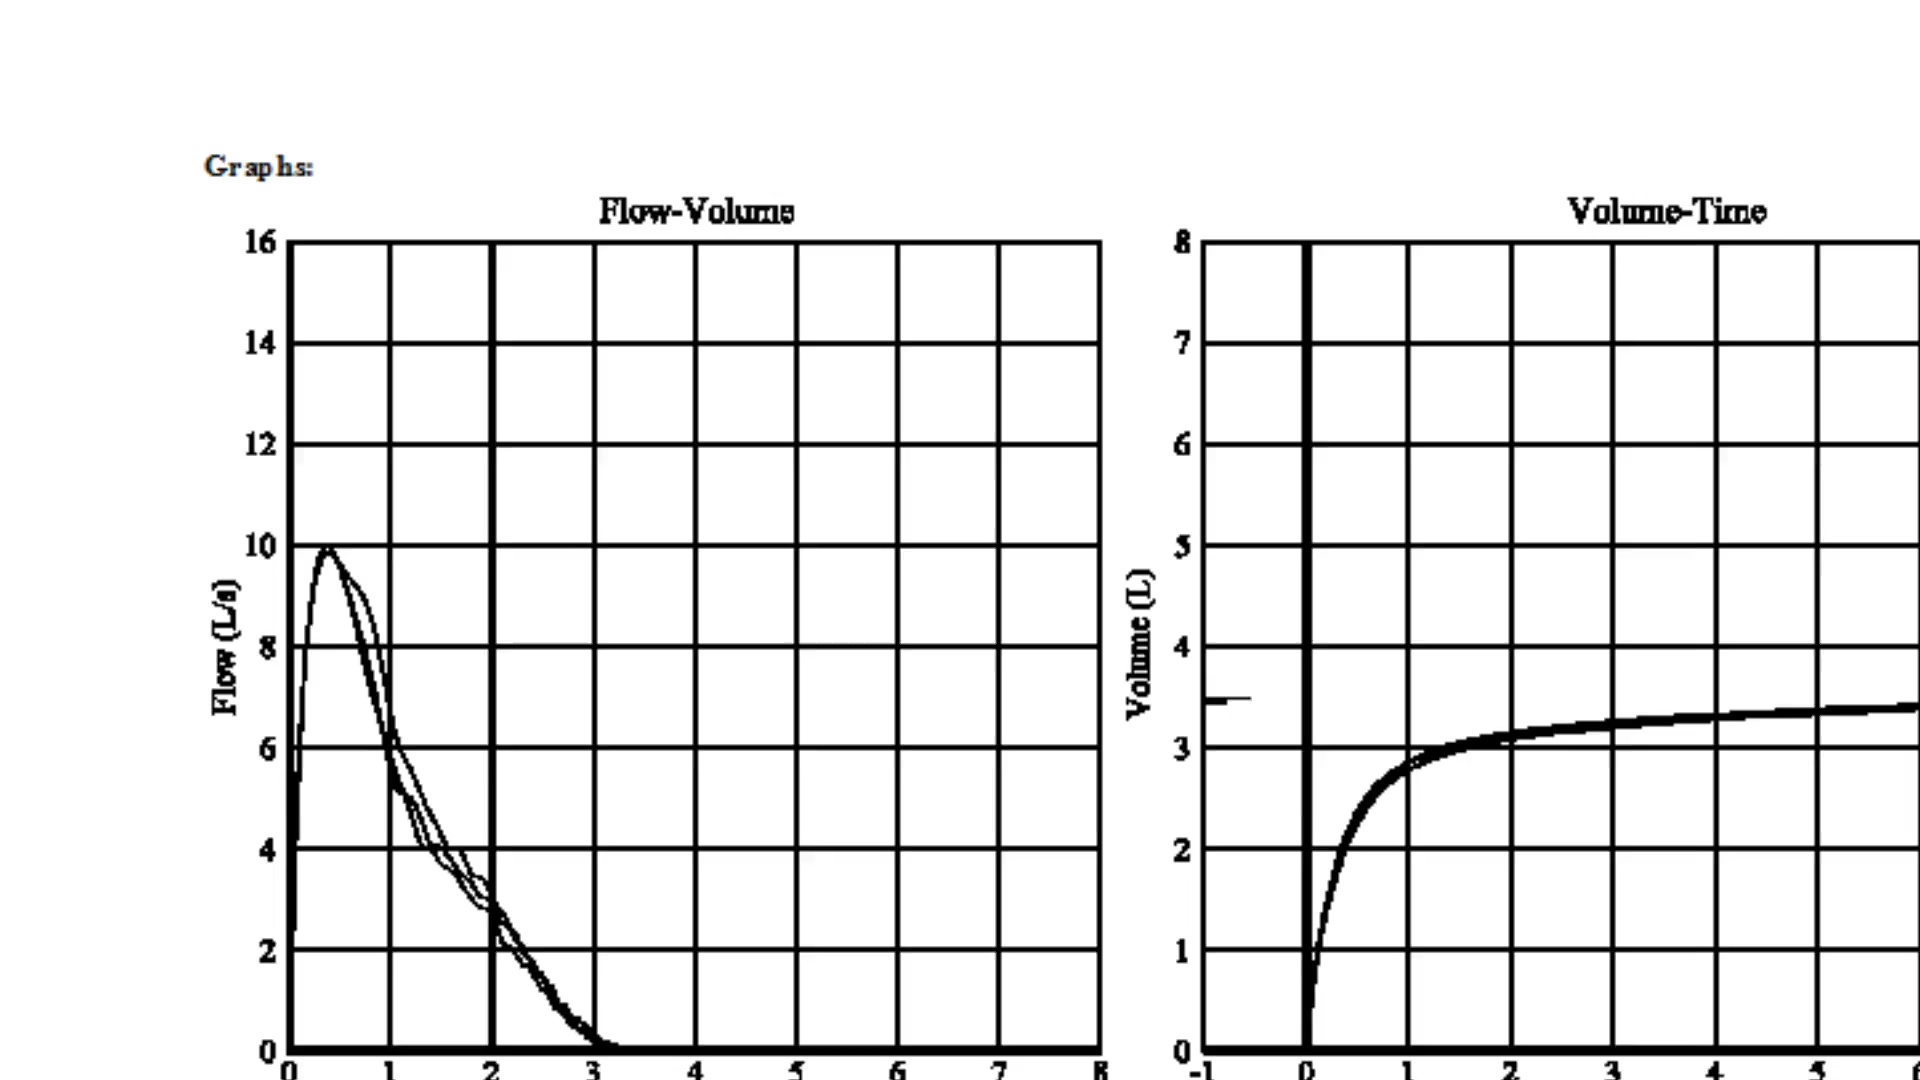 Graphs:
Flow-Volume
16
14
12
10
8
6
4
2
0
Flow (L/s)
0 1 2 3 4 5 6 7 8
Volume-Time
8
7
6
5
4
3
2
1
0
Volume (L)
-1 0 1 2 3 4 5